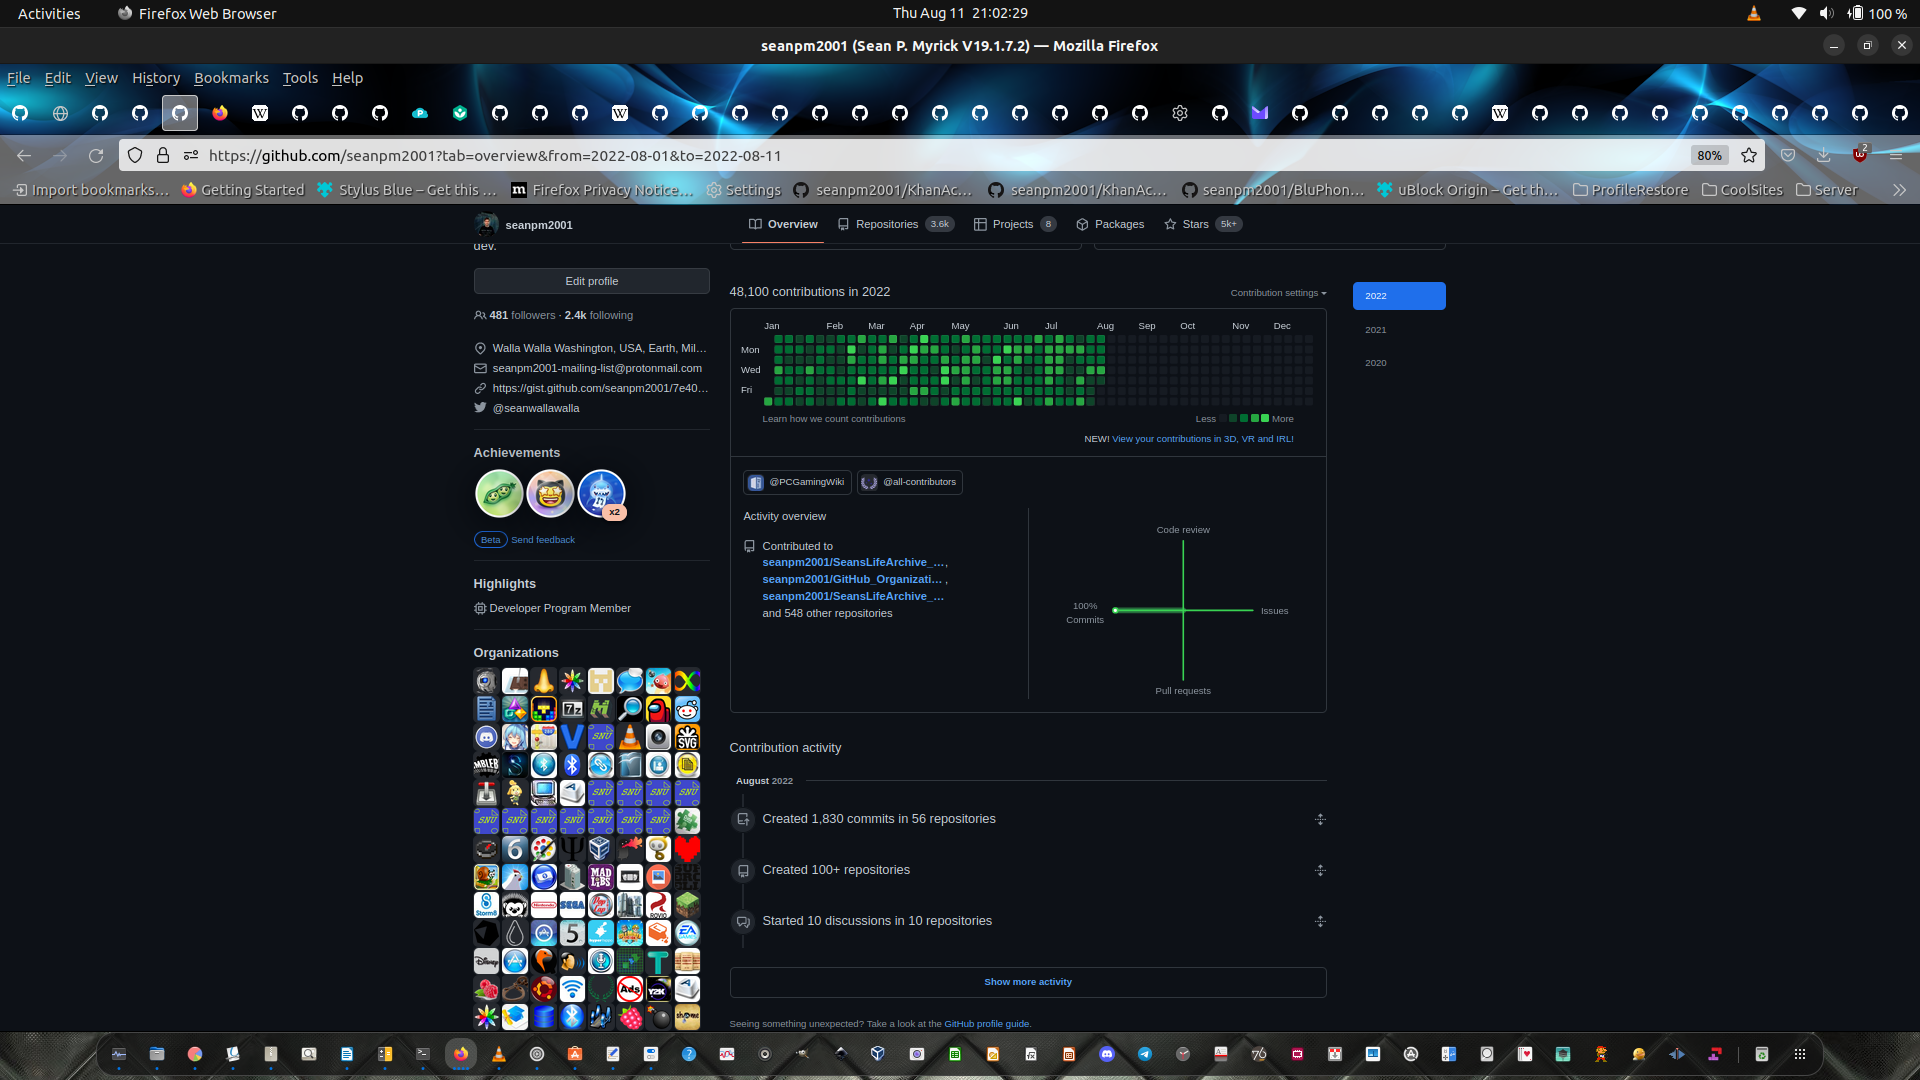 Activities
Firefox Web Browser
Thu Aug 11 21:02:29
100 %
seanpm2001 (Sean P. Myrick V19.1.7.2) — Mozilla Firefox
File Edit View History Bookmarks Tools Help
https://github.com/seanpm2001?tab=overview&from=2022-08-01&to=2022-08-11
80%
2
Import bookmarks…
Getting Started
Stylus Blue – Get this …
Firefox Privacy Notice…
Settings
seanpm2001/KhanAc…
seanpm2001/KhanAc…
seanpm2001/BluPhon…
uBlock Origin – Get th…
ProfileRestore
CoolSites
Server
seanpm2001
Overview
Repositories 3.6k
Projects 8
Packages
Stars 5k+
dev.
Edit profile
481 followers · 2.4k following
Walla Walla Washington, USA, Earth, Mil…
seanpm2001-mailing-list@protonmail.com
https://gist.github.com/seanpm2001/7e40…
@seanwallawalla
Achievements
x2
Beta Send feedback
Highlights
Developer Program Member
Organizations
48,100 contributions in 2022
Contribution settings
2022
2021
2020
Jan Feb Mar Apr May Jun Jul Aug Sep Oct Nov Dec
Mon
Wed
Fri
Learn how we count contributions
Less
More
NEW! View your contributions in 3D, VR and IRL!
@PCGamingWiki
@all-contributors
Activity overview
Contributed to
seanpm2001/SeansLifeArchive_…,
seanpm2001/GitHub_Organizati… ,
seanpm2001/SeansLifeArchive_…
and 548 other repositories
Code review
100%
Commits
Issues
Pull requests
Contribution activity
August 2022
Created 1,830 commits in 56 repositories
Created 100+ repositories
Started 10 discussions in 10 repositories
Show more activity
Seeing something unexpected? Take a look at the GitHub profile guide.